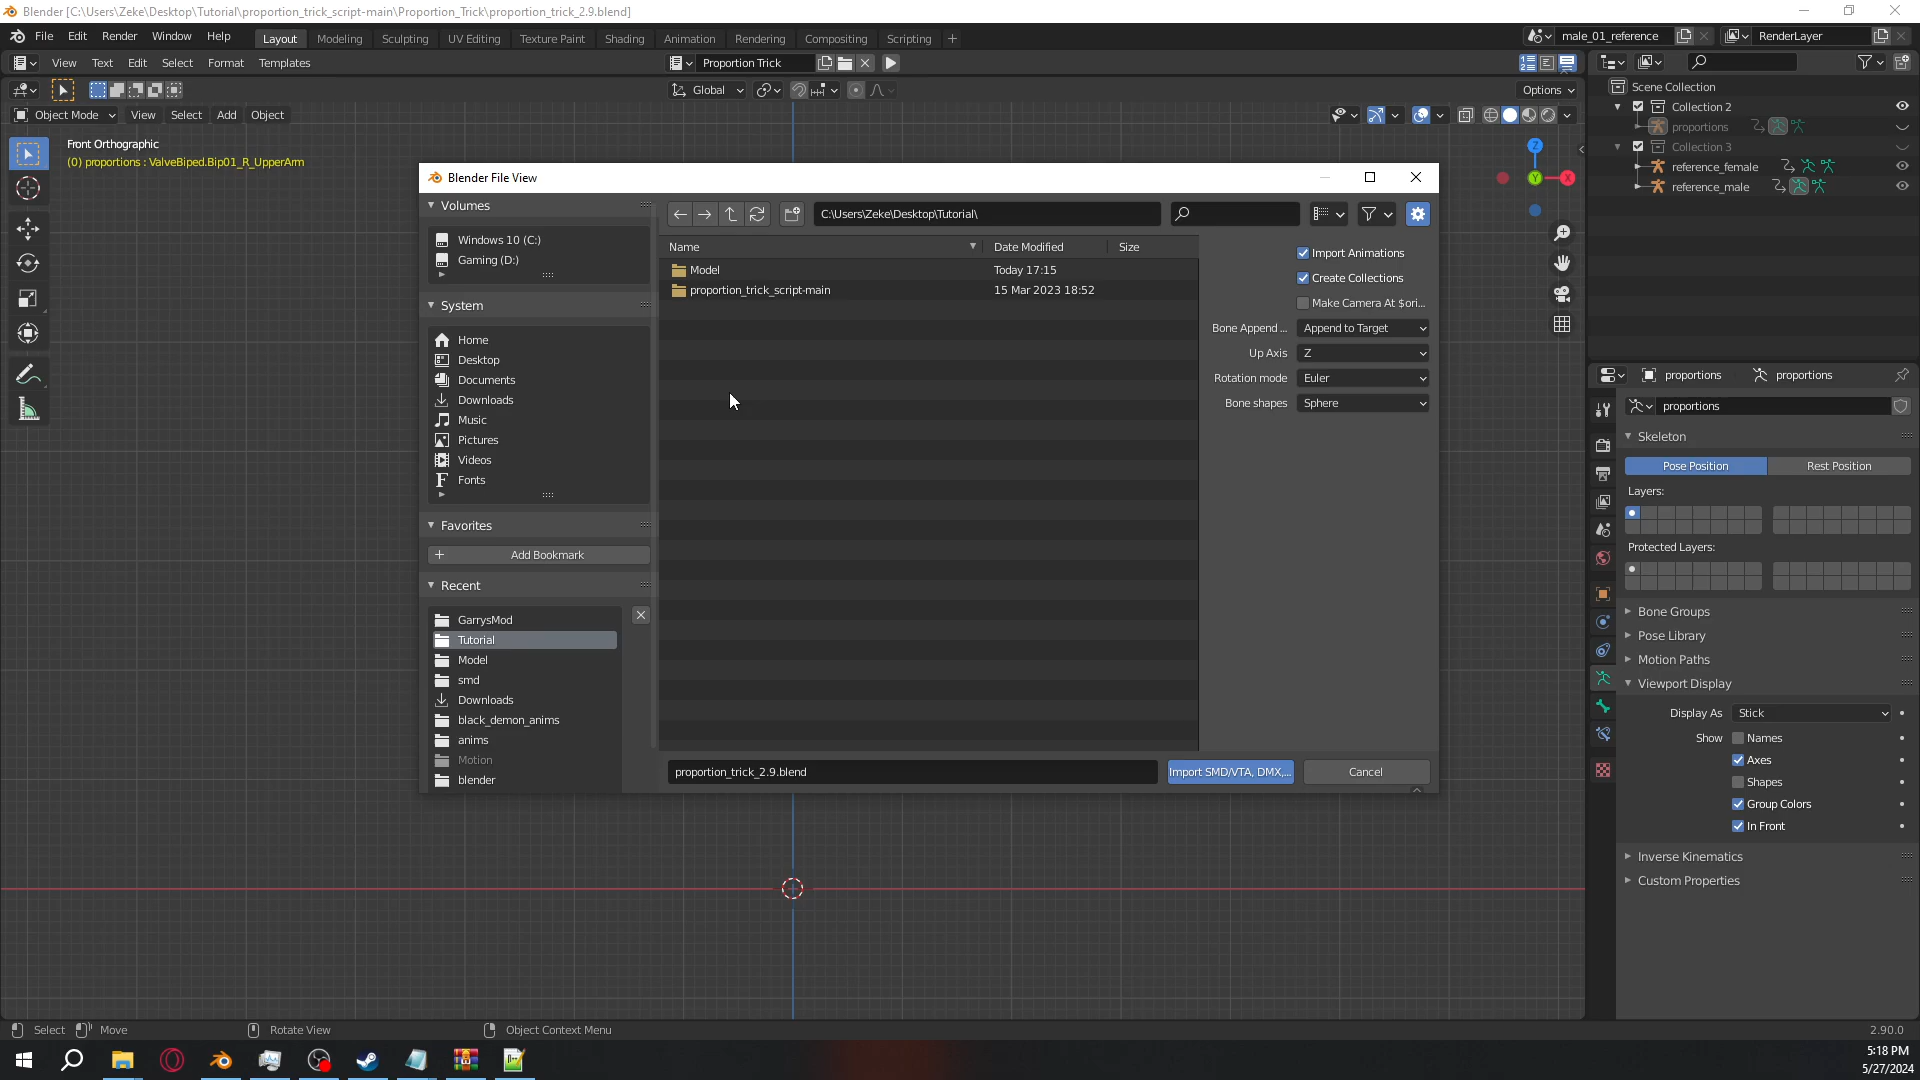 Blender [C:\Users\Zeke\Desktop\Tutorial\proportion_trick_script-main\Proportion_Trick\proportion_trick_2.9.blend]
File Edit Render Window Help Layout Modeling Sculpting UV Editing Texture Paint Shading Animation Rendering Compositing Scripting male_01_reference RenderLayer
View Text Edit Select Format Templates Proportion Trick
Global Options
Object Mode View Select Add Object
Front Orthographic
(0) proportions : ValveBiped.Bip01_R_UpperArm
Blender File View
Volumes
Windows 10 (C:)
Gaming (D:)
System
Home
Desktop
Documents
Downloads
Music
Pictures
Videos
Fonts
Favorites
Add Bookmark
Recent
GarrysMod
Tutorial
Model
smd
Downloads
black_demon_anims
anims
Motion
blender
C:\Users\Zeke\Desktop\Tutorial\
Name Date Modified Size
Model Today 17:15
proportion_trick_script-main 15 Mar 2023 18:52
Import Animations
Create Collections
Make Camera At $ori...
Bone Append ... Append to Target
Up Axis Z
Rotation mode Euler
Bone shapes Sphere
proportion_trick_2.9.blend Import SMD/VTA, DMX,... Cancel
Z
X
Y
Scene Collection
Collection 2
proportions
Collection 3
reference_female
reference_male
proportions proportions
proportions
Skeleton
Pose Position Rest Position
Layers:
Protected Layers:
Bone Groups
Pose Library
Motion Paths
Viewport Display
Display As Stick
Show Names
Axes
Shapes
Group Colors
In Front
Inverse Kinematics
Custom Properties
Select Move Rotate View Object Context Menu 2.90.0
5:18 PM
5/27/2024